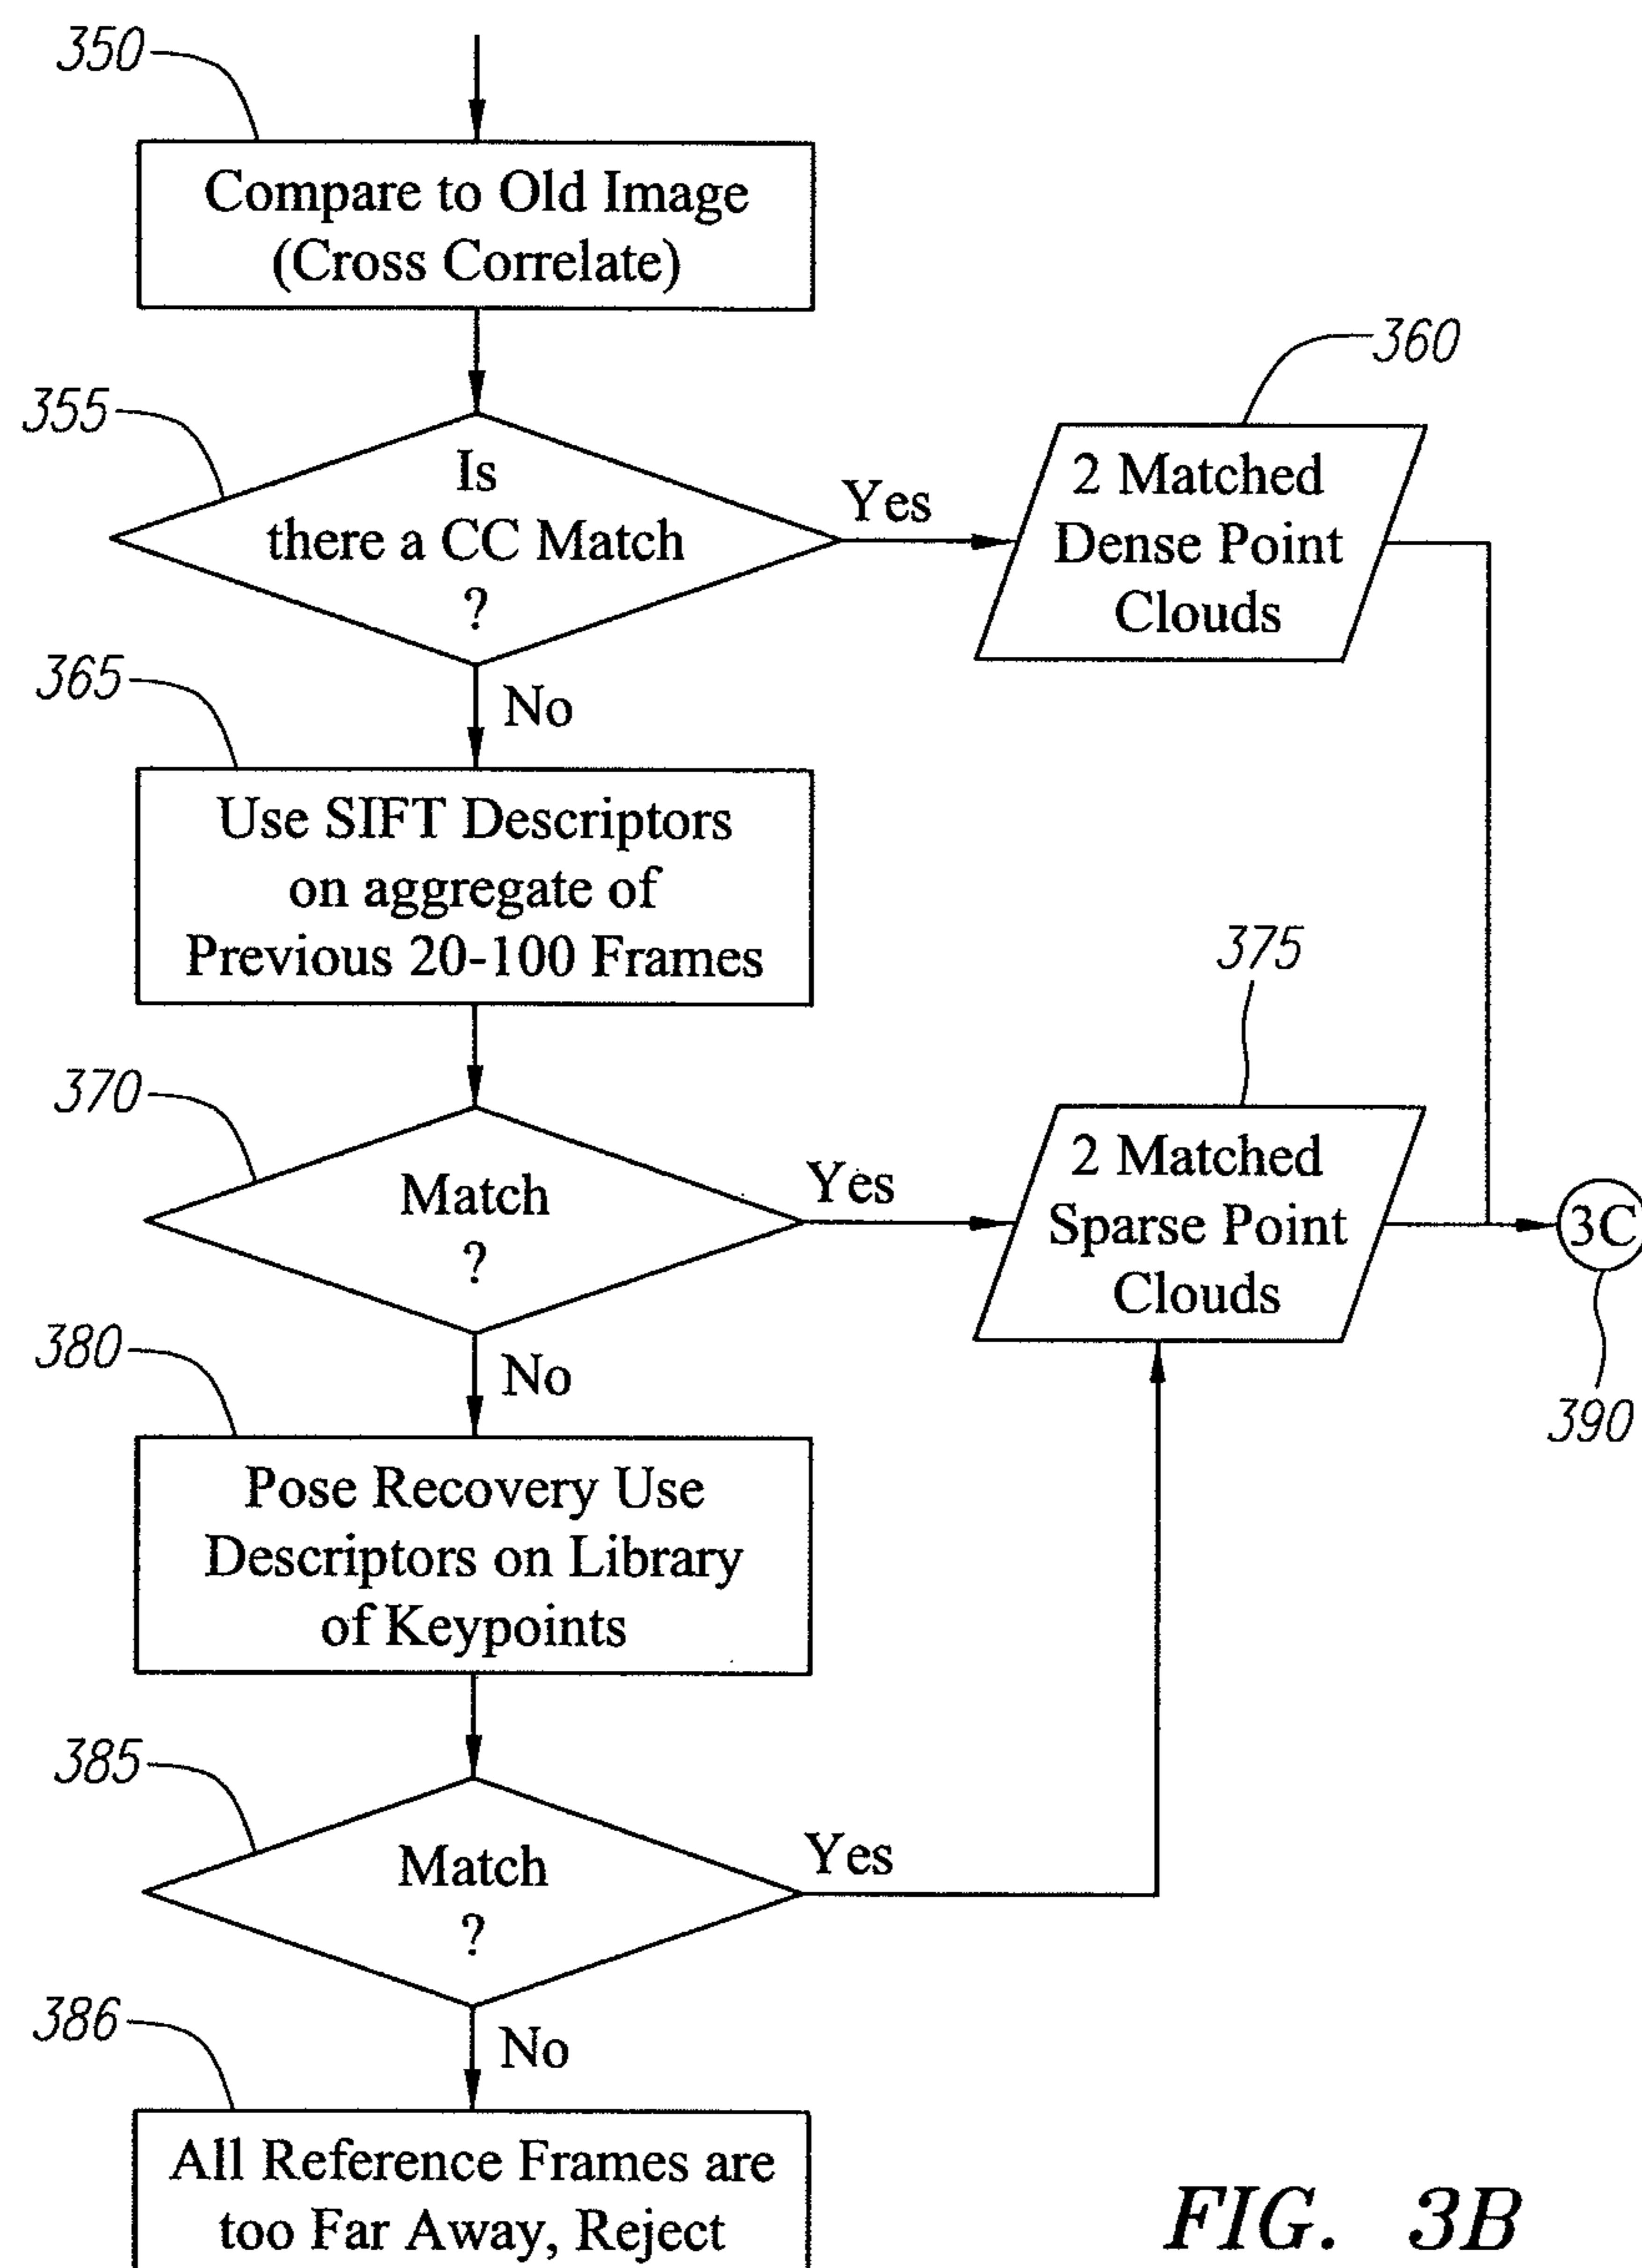 350
Compare to Old Image
(Cross Correlate)
355
Is
there a CC Match
?
Yes
360
2 Matched
Dense Point
Clouds
365
No
Use SIFT Descriptors
on aggregate of
Previous 20-100 Frames
370
Match
?
Yes
375
2 Matched
Sparse Point
Clouds
3C
390
380
No
Pose Recovery Use
Descriptors on Library
of Keypoints
385
Match
?
Yes
386
No
All Reference Frames are
too Far Away, Reject
FIG. 3B